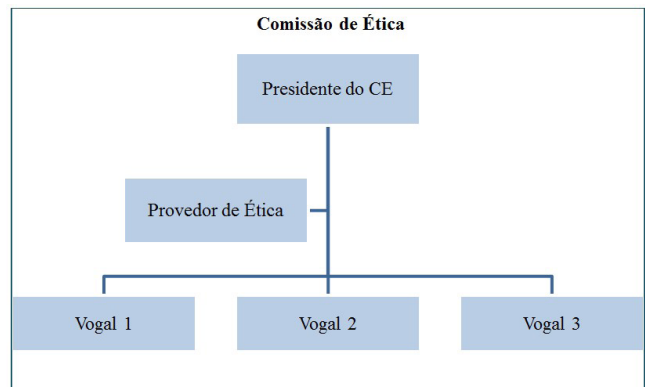 Comissão de Ética
Presidente do CE
Provedor de Ética
Vogal 1
Vogal 2
Vogal 3